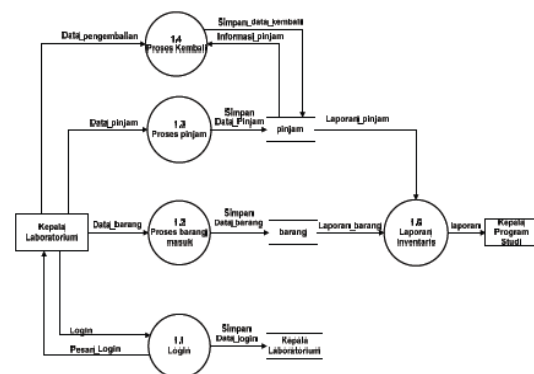 Simpan_data_kembali
Data_pengembalian
1.4
Proses Kembali
Informasi_pinjam
Data_pinjam
1.3
Proses pinjam
Simpan
Data_Pinjam
pinjam
Laporan_pinjam
Kepala
Laboratorium
Data_barang
1.2
Proses barang
masuk
Simpan
Data_barang
barang
Laporan_barang
1.5
Laporan
Inventaris
laporan
Kepala
Program
Studi
Login
Pesan_Login
1.1
Login
Simpan
Data_login
Kepala
Laboratorium